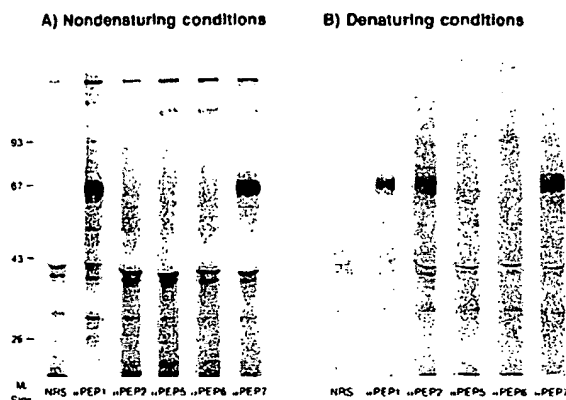 A) Nondenaturing conditions
B) Denaturing conditions
93 –
67 –
43 –
26 –
M.
NRS αPEP1 αPEP2 αPEP5 αPEP6 αPEP7
NRS αPEP1 αPEP2 αPEP5 αPEP6 αPEP7